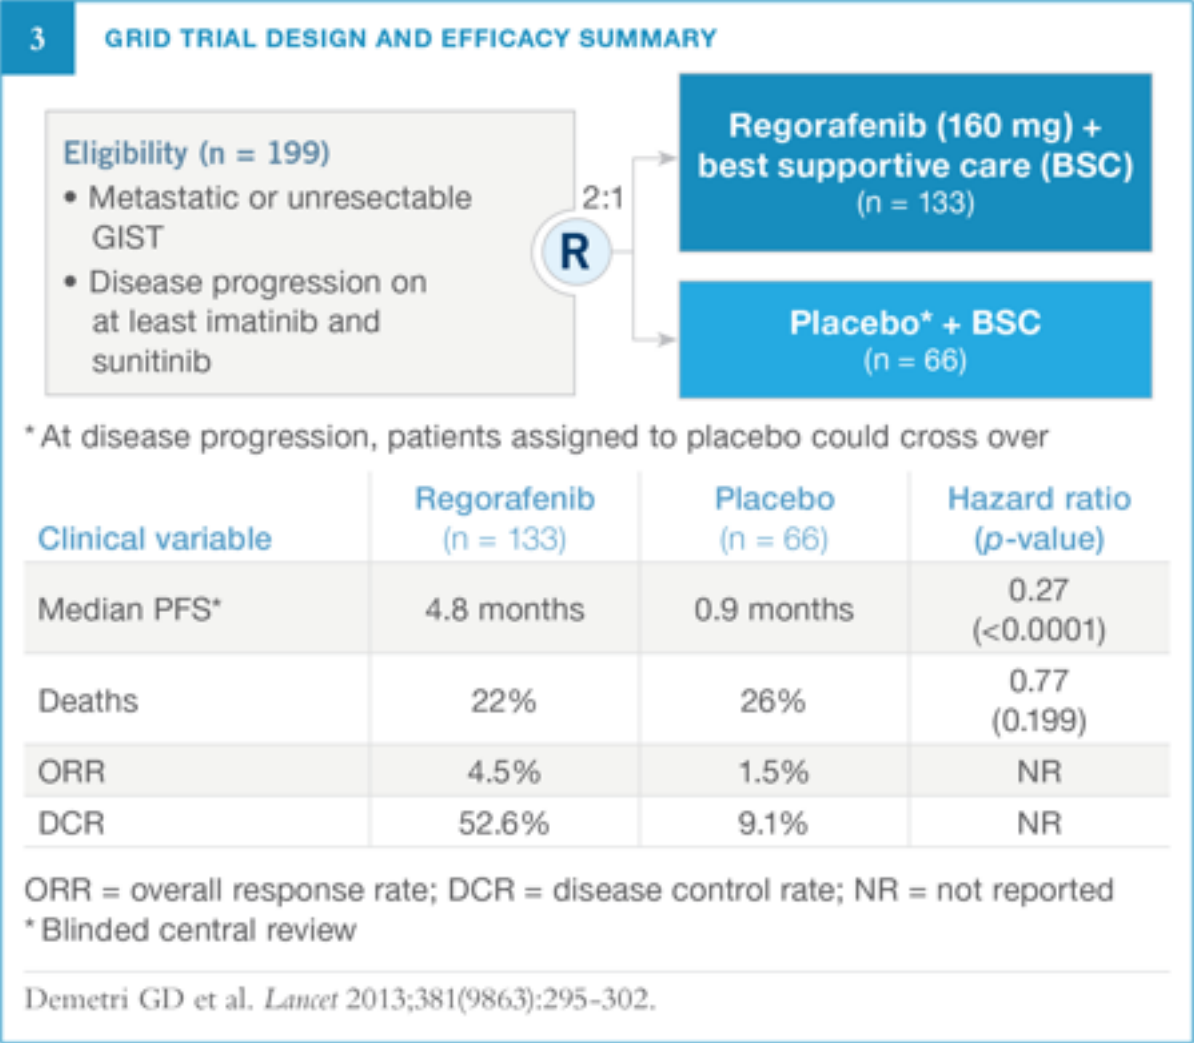 3
GRID TRIAL DESIGN AND EFFICACY SUMMARY
Eligibility (n = 199)
• Metastatic or unresectable
GIST
• Disease progression on
at least imatinib and
sunitinib
R
2:1
Regorafenib (160 mg) +
best supportive care (BSC)
(n = 133)
Placebo* + BSC
(n = 66)
*At disease progression, patients assigned to placebo could cross over
Clinical variable Regorafenib (n = 133) Placebo (n = 66) Hazard ratio (p-value)
Median PFS* 4.8 months 0.9 months 0.27 (<0.0001)
Deaths 22% 26% 0.77 (0.199)
ORR 4.5% 1.5% NR
DCR 52.6% 9.1% NR
ORR = overall response rate; DCR = disease control rate; NR = not reported
*Blinded central review
Demetri GD et al. Lancet 2013;381(9863):295–302.